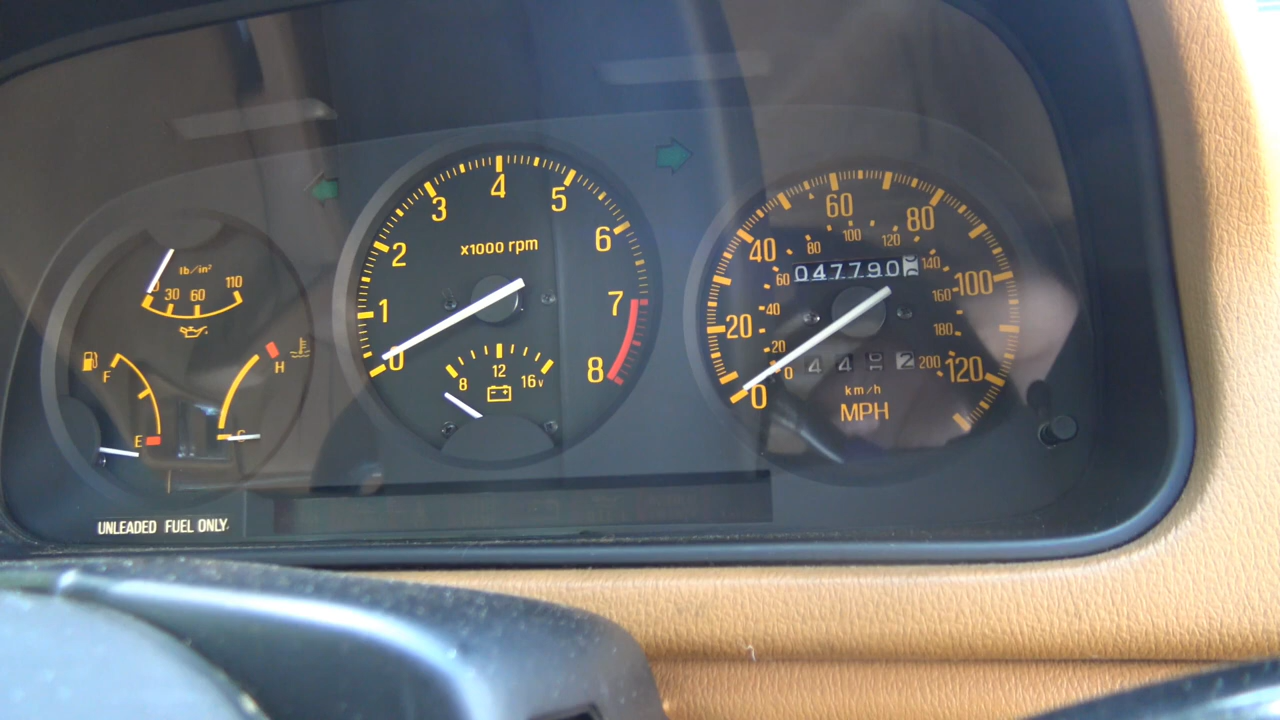 lb/in²
0 30 60 110
F
E
H
C
UNLEADED FUEL ONLY
0 1 2 3 4 5 6 7 8
x1000 rpm
8 12 16 v
0 20 40 60 80 100 120
0 20 40 60 80 100 120 140 160 180 200
047790
4 4 2
km/h
MPH